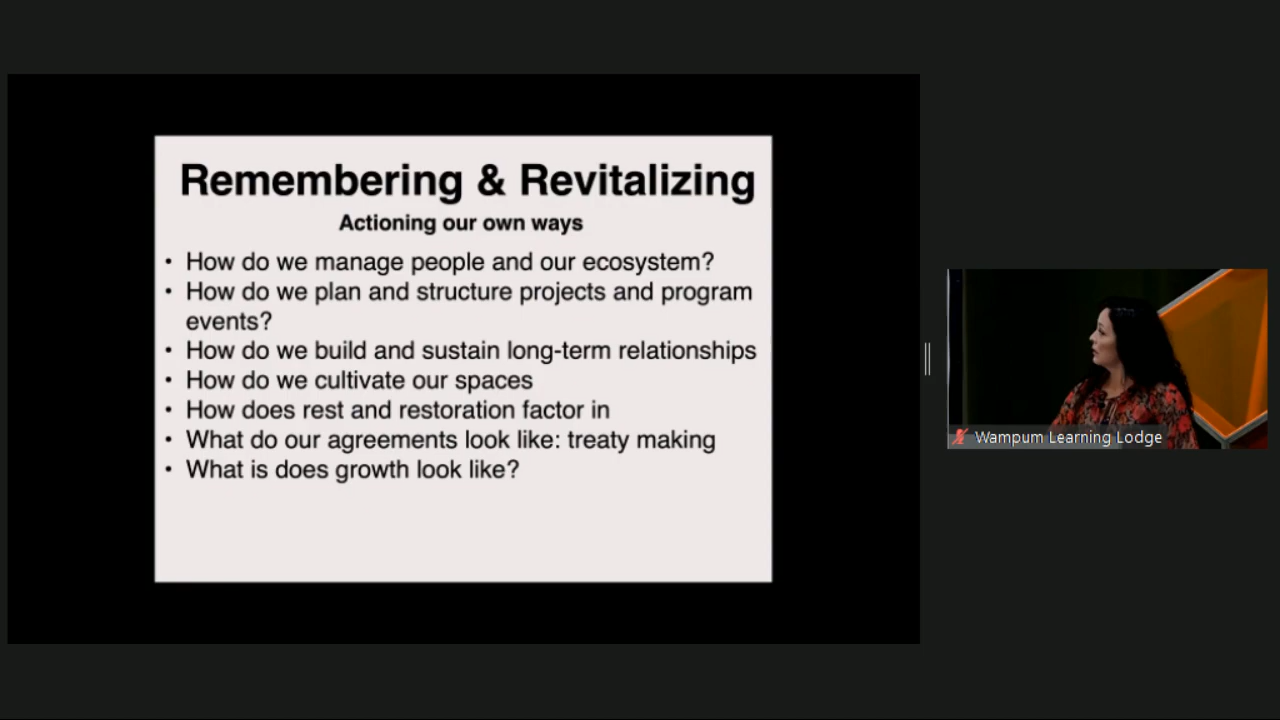 Remembering & Revitalizing
Actioning our own ways
• How do we manage people and our ecosystem?
• How do we plan and structure projects and program
events?
• How do we build and sustain long-term relationships
• How do we cultivate our spaces
• How does rest and restoration factor in
• What do our agreements look like: treaty making
• What is does growth look like?
Wampum Learning Lodge